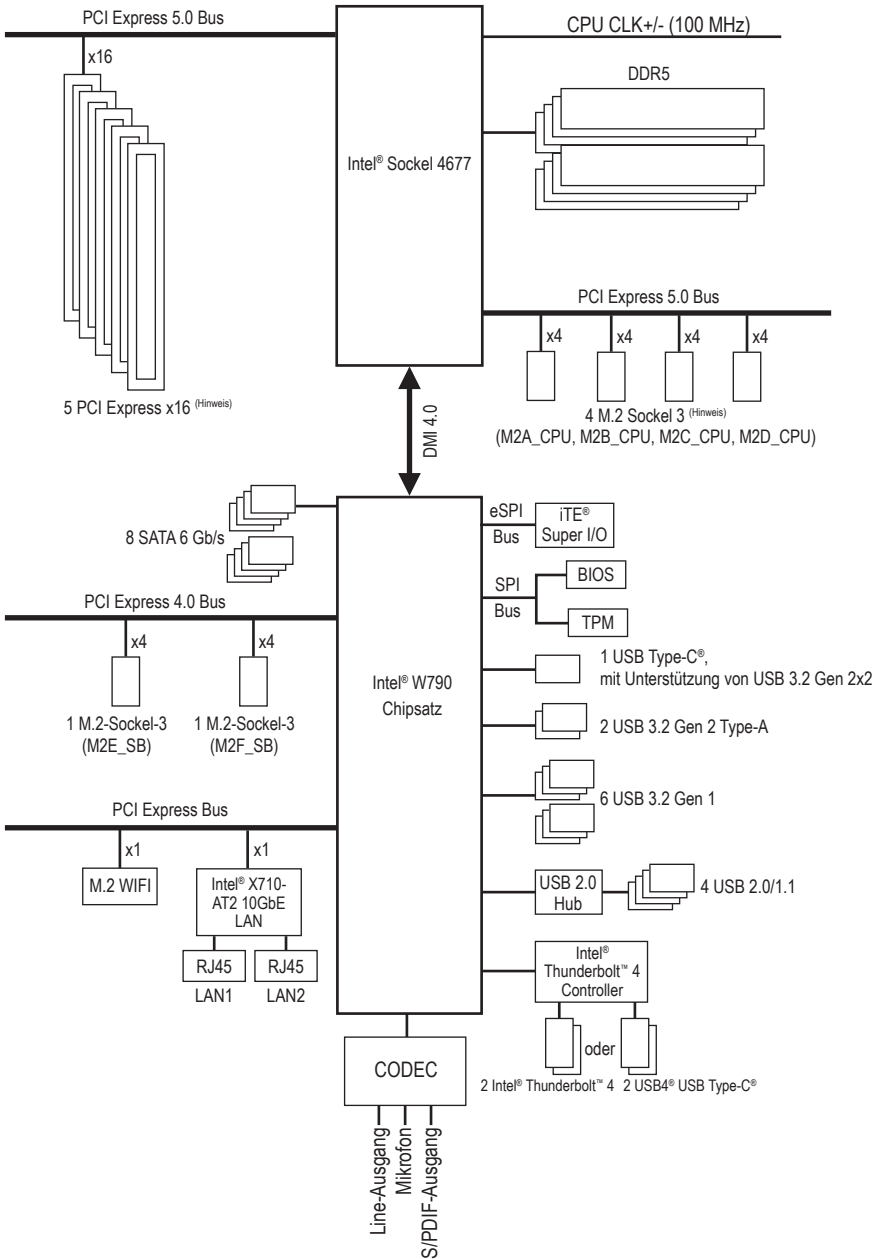 PCI Express 5.0 Bus
x16
5 PCI Express x16 (Hinweis)
Intel® Sockel 4677
CPU CLK+/- (100 MHz)
DDR5
PCI Express 5.0 Bus
x4
x4
x4
x4
4 M.2 Sockel 3 (Hinweis)
(M2A_CPU, M2B_CPU, M2C_CPU, M2D_CPU)
DMI 4.0
8 SATA 6 Gb/s
PCI Express 4.0 Bus
x4
x4
1 M.2-Sockel-3
(M2E_SB)
1 M.2-Sockel-3
(M2F_SB)
PCI Express Bus
x1
x1
M.2 WIFI
Intel® X710-
AT2 10GbE
LAN
RJ45
RJ45
LAN1
LAN2
Intel® W790
Chipsatz
eSPI
Bus
iTE®
Super I/O
SPI
Bus
BIOS
TPM
1 USB Type-C®,
mit Unterstützung von USB 3.2 Gen 2x2
2 USB 3.2 Gen 2 Type-A
6 USB 3.2 Gen 1
USB 2.0
Hub
4 USB 2.0/1.1
Intel®
Thunderbolt™ 4
Controller
oder
2 Intel® Thunderbolt™ 4
2 USB4® USB Type-C®
CODEC
Line-Ausgang
Mikrofon
S/PDIF-Ausgang